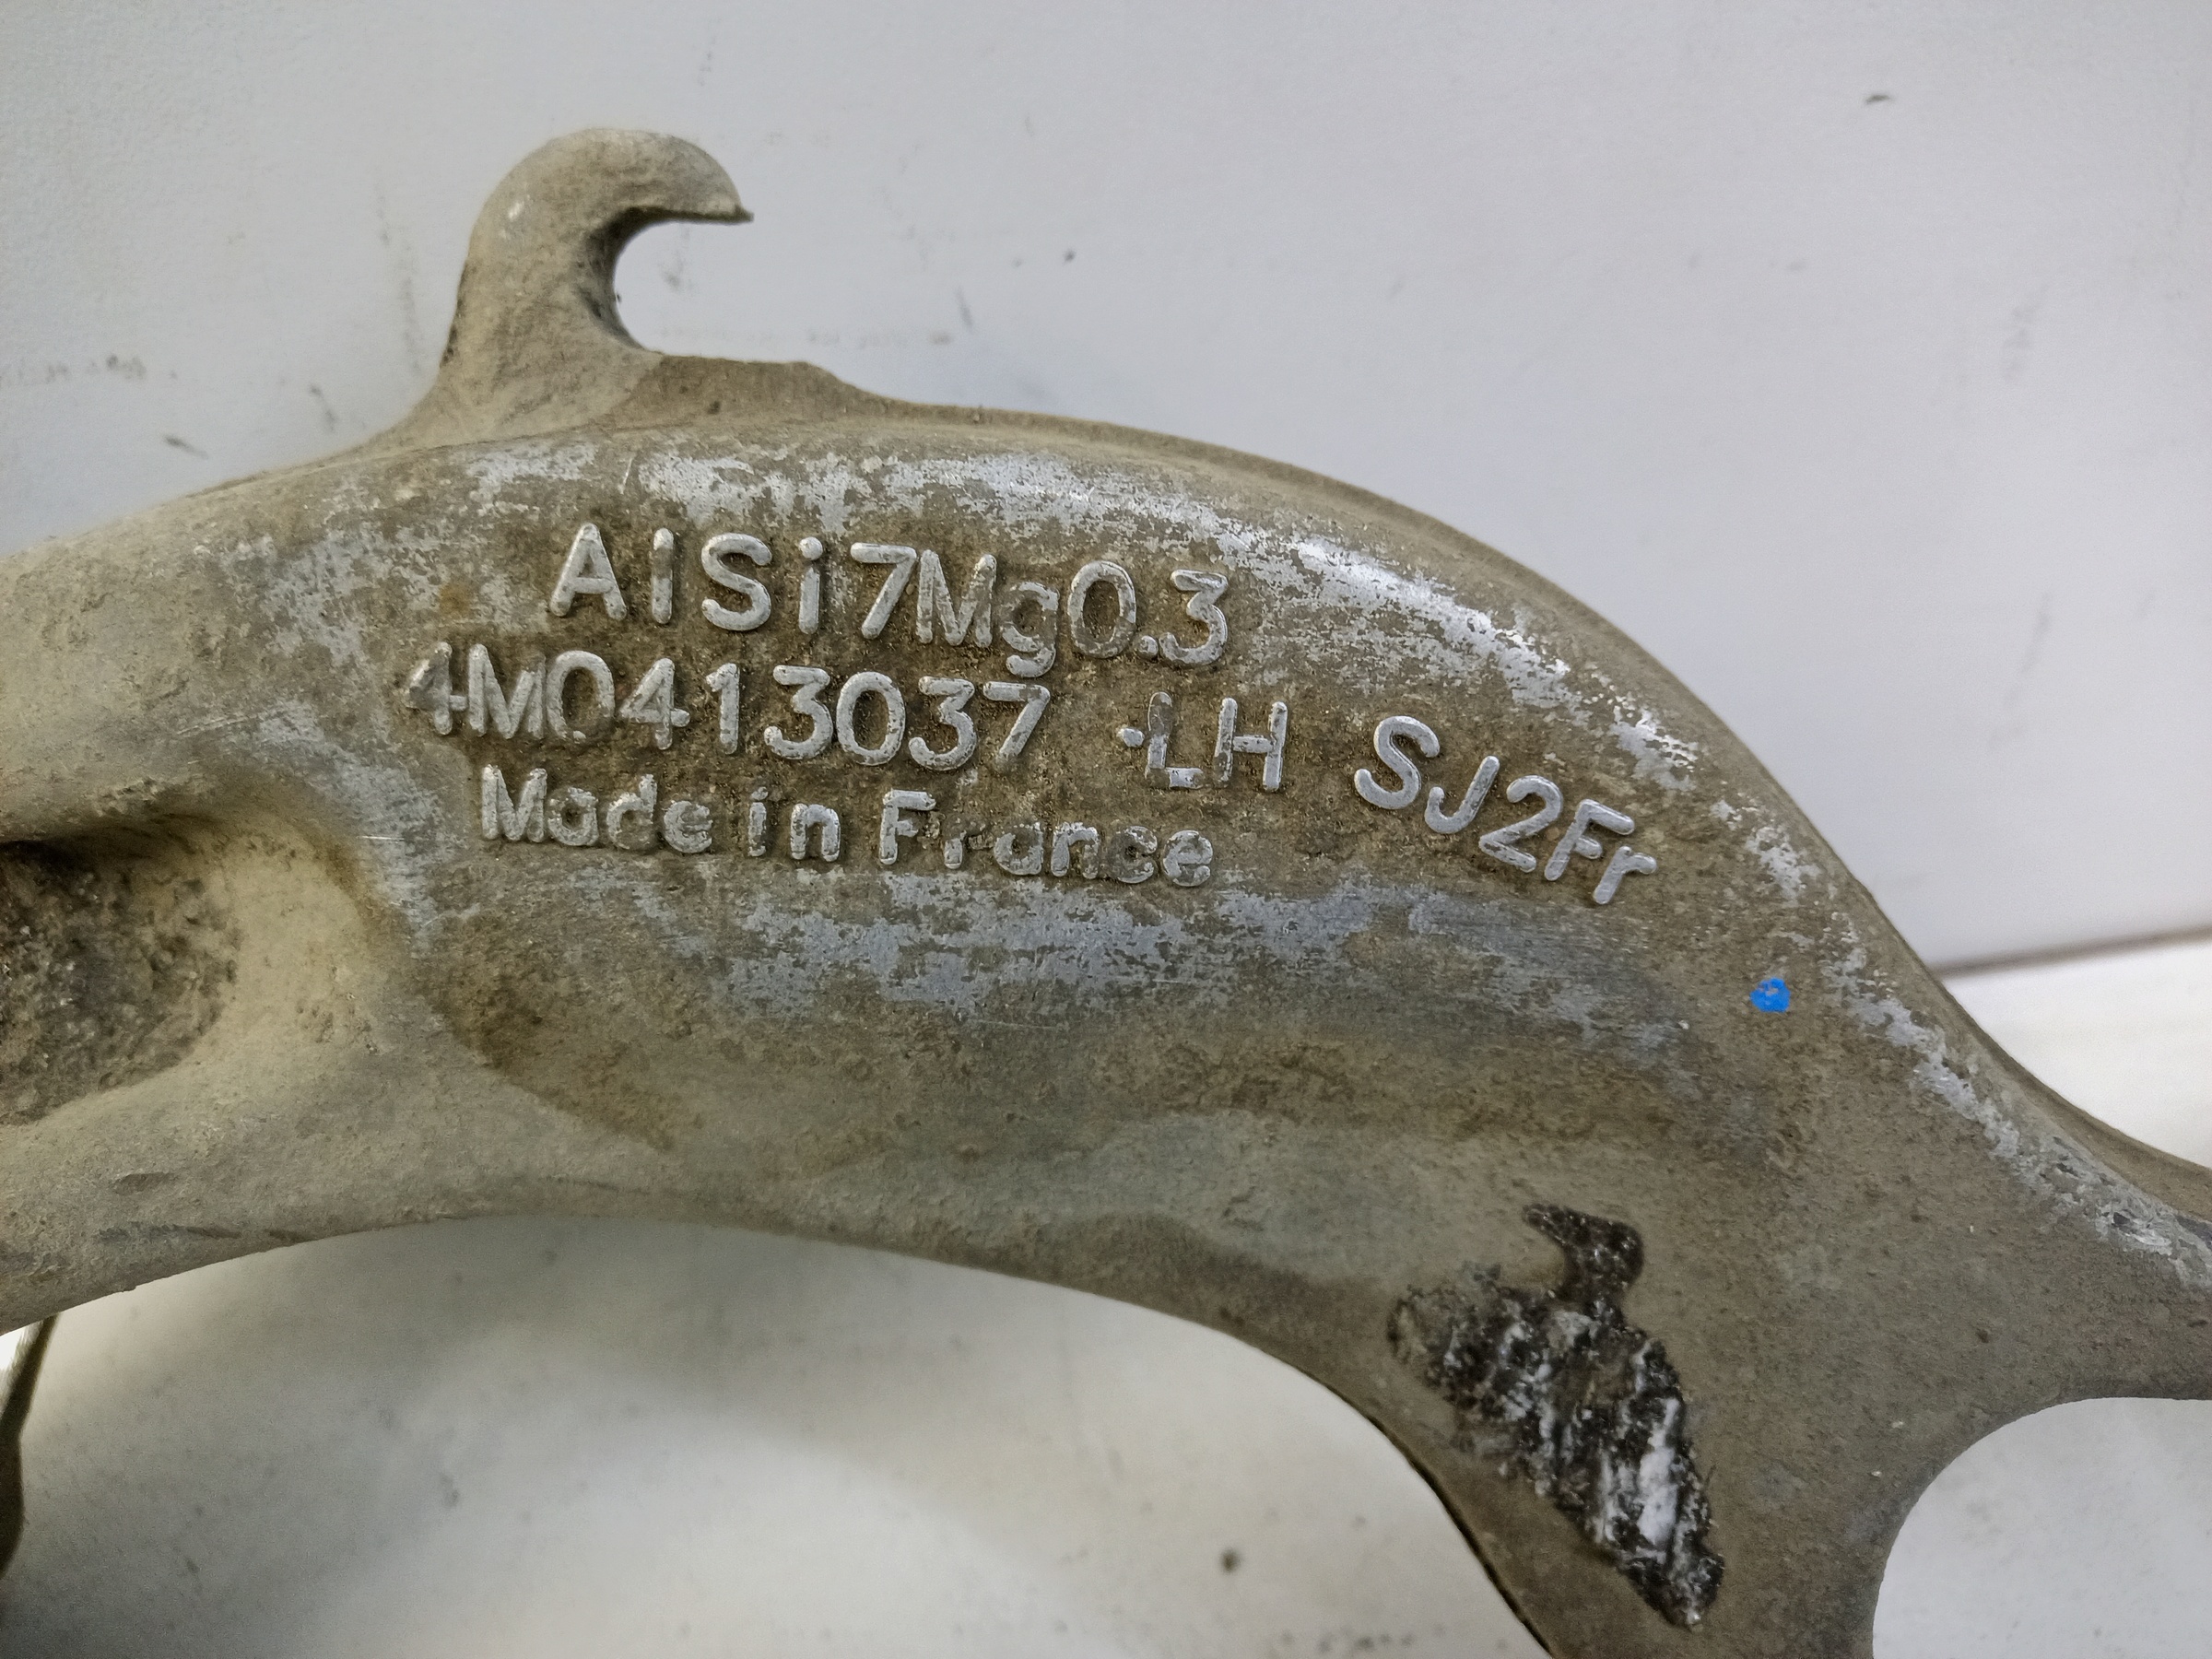 AlSi7Mg0.3
4M0413037 LH SJ2Fr
Made in France